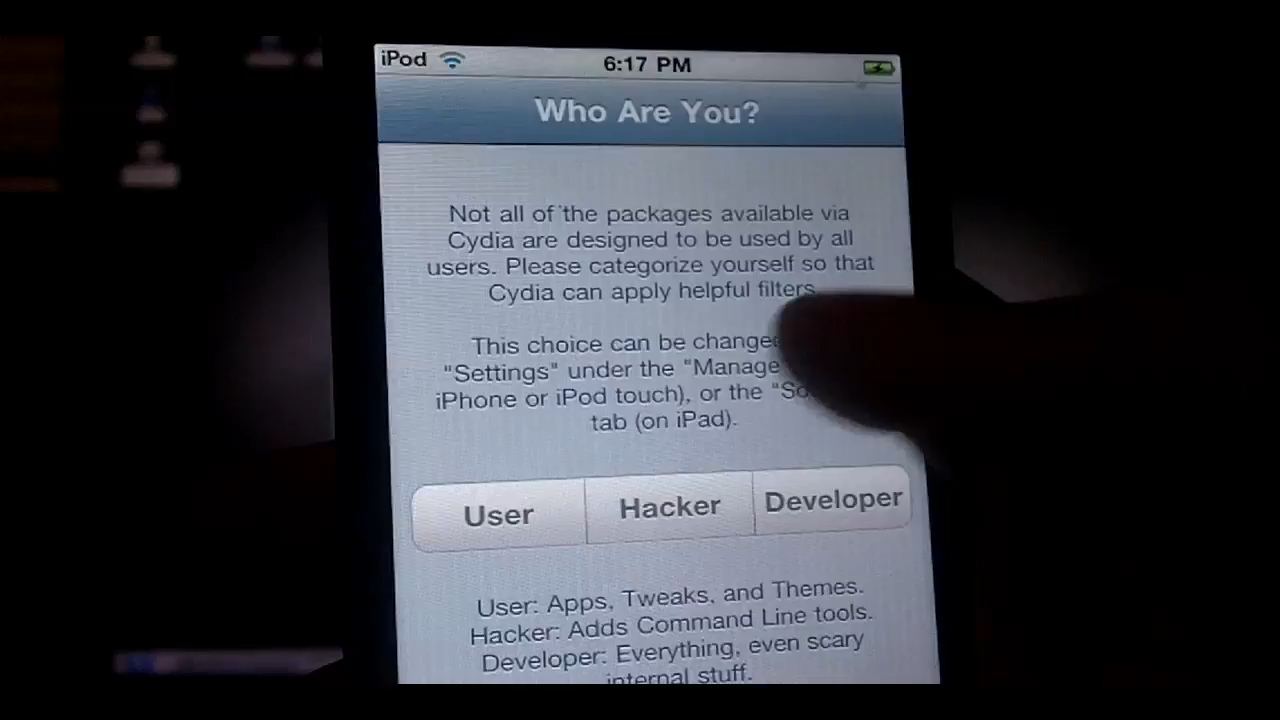 iPod 6:17 PM
Who Are You?
Not all of the packages available via
Cydia are designed to be used by all
users. Please categorize yourself so that
Cydia can apply helpful filters
This choice can be changed
"Settings" under the "Manage
iPhone or iPod touch), or the
tab (on iPad).
User Hacker Developer
User: Apps, Tweaks, and Themes.
Hacker: Adds Command Line tools.
Developer: Everything, even scary
internal stuff.